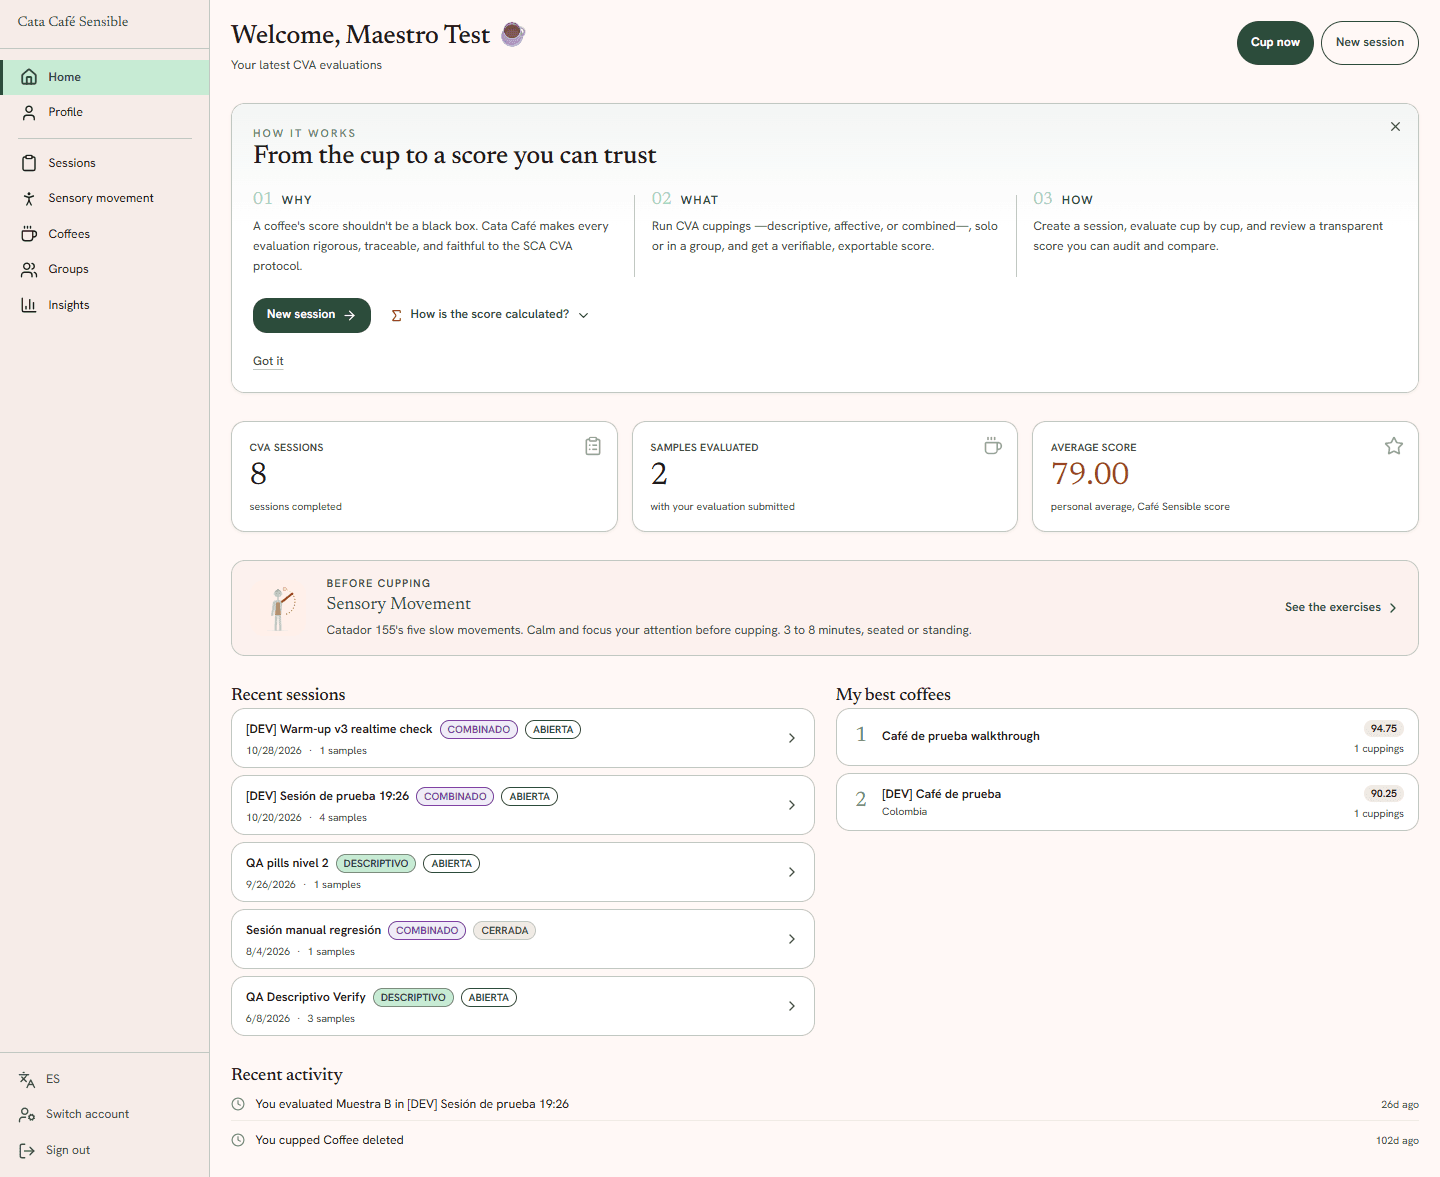 Cata Café Sensible
Home
Profile
Sessions
Sensory movement
Coffees
Groups
Insights
ES
Switch account
Sign out
Welcome, Maestro Test
Your latest CVA evaluations
Cup now
New session
HOW IT WORKS
From the cup to a score you can trust
01 WHY
A coffee's score shouldn't be a black box. Cata Café makes every
evaluation rigorous, traceable, and faithful to the SCA CVA
protocol.
02 WHAT
Run CVA cuppings —descriptive, affective, or combined—, solo
or in a group, and get a verifiable, exportable score.
03 HOW
Create a session, evaluate cup by cup, and review a transparent
score you can audit and compare.
New session
Σ How is the score calculated?
Got it
CVA SESSIONS
8
sessions completed
SAMPLES EVALUATED
2
with your evaluation submitted
AVERAGE SCORE
79.00
personal average, Café Sensible score
BEFORE CUPPING
Sensory Movement
Catador 155's five slow movements. Calm and focus your attention before cupping. 3 to 8 minutes, seated or standing.
See the exercises
Recent sessions
[DEV] Warm-up v3 realtime check COMBINADO ABIERTA
10/28/2026 · 1 samples
[DEV] Sesión de prueba 19:26 COMBINADO ABIERTA
10/20/2026 · 4 samples
QA pills nivel 2 DESCRIPTIVO ABIERTA
9/26/2026 · 1 samples
Sesión manual regresión COMBINADO CERRADA
8/4/2026 · 1 samples
QA Descriptivo Verify DESCRIPTIVO ABIERTA
6/8/2026 · 3 samples
My best coffees
1 Café de prueba walkthrough 94.75
1 cuppings
2 [DEV] Café de prueba 90.25
Colombia 1 cuppings
Recent activity
You evaluated Muestra B in [DEV] Sesión de prueba 19:26 26d ago
You cupped Coffee deleted 102d ago